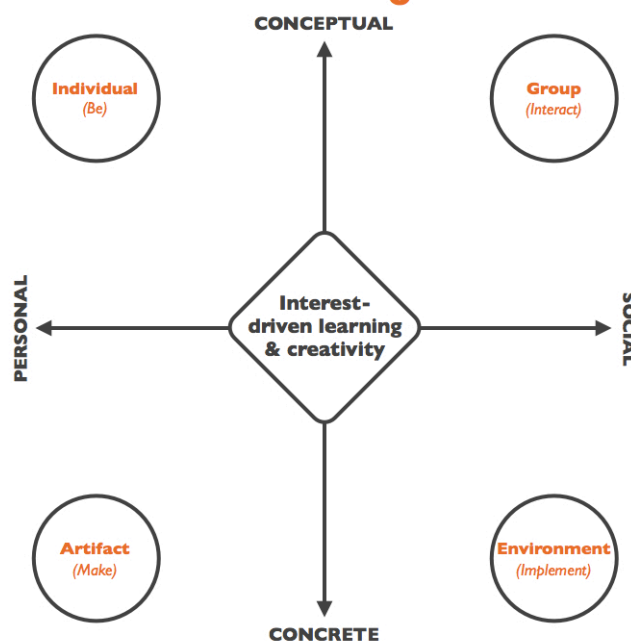 CONCEPTUAL
Individual
(Be)
Group
(Interact)
PERSONAL
Interest-
driven learning
& creativity
SOCIAL
Artifact
(Make)
Environment
(Implement)
CONCRETE